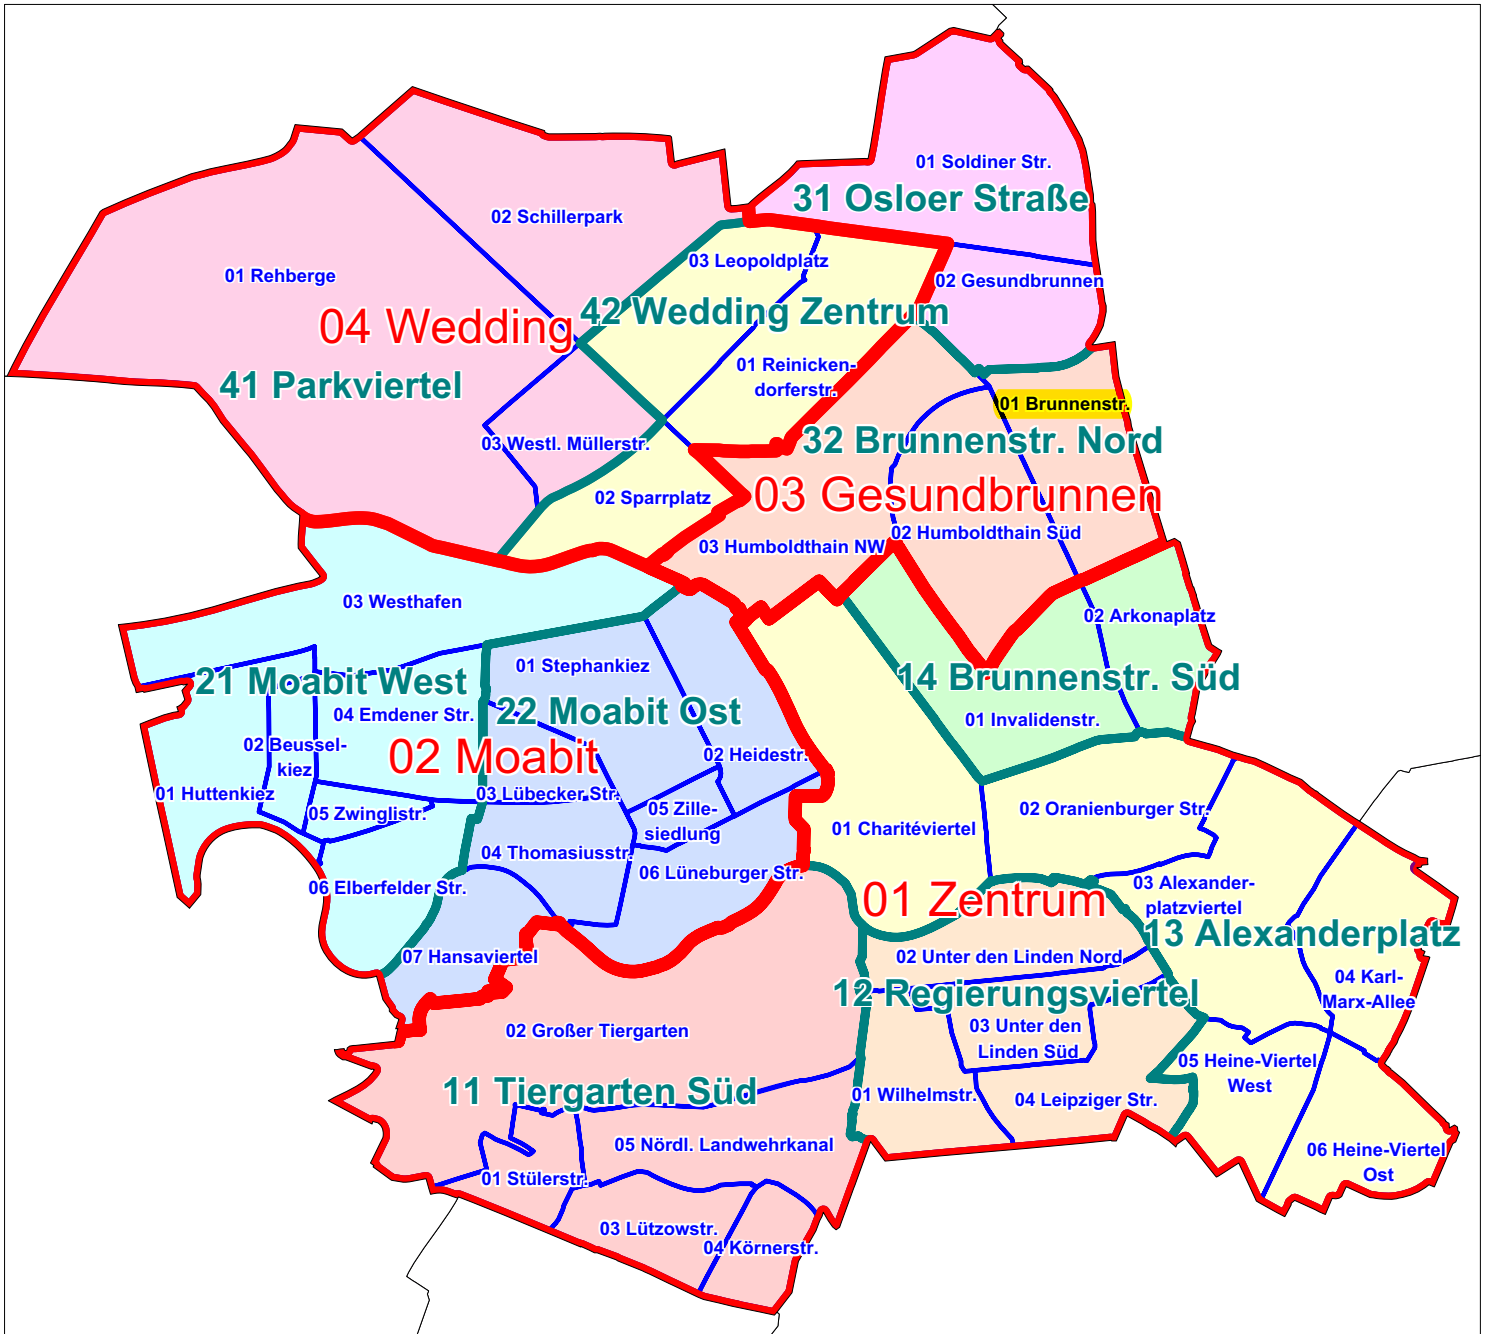 01 Soldiner Str.
31 Osloer Straße
02 Schillerpark
03 Leopoldplatz
01 Rehberge
02 Gesundbrunnen
04 Wedding
42 Wedding Zentrum
01 Reinicken-
dorferstr.
41 Parkviertel
01 Brunnenstr.
03 Westl. Müllerstr.
32 Brunnenstr. Nord
02 Sparrplatz
03 Gesundbrunnen
03 Humboldthain NW
02 Humboldthain Süd
03 Westhafen
02 Arkonaplatz
01 Stephankiez
21 Moabit West
14 Brunnenstr. Süd
04 Emdener Str.
22 Moabit Ost
01 Invalidenstr.
02 Beussel-
kiez
02 Moabit
02 Heidestr.
01 Huttenkiez
03 Lübecker Str.
05 Zwinglistr.
05 Zille-
siedlung
02 Oranienburger Str.
01 Charitéviertel
04 Thomasiusstr.
06 Lüneburger Str.
06 Elberfelder Str.
03 Alexander-
platzviertel
01 Zentrum
13 Alexanderplatz
07 Hansaviertel
02 Unter den Linden Nord
12 Regierungsviertel
04 Karl-
Marx-Allee
02 Großer Tiergarten
03 Unter den
Linden Süd
05 Heine-Viertel
West
11 Tiergarten Süd
01 Wilhelmstr.
04 Leipziger Str.
05 Nördl. Landwehrkanal
06 Heine-Viertel
Ost
01 Stülerstr.
03 Lützowstr.
04 Körnerstr.